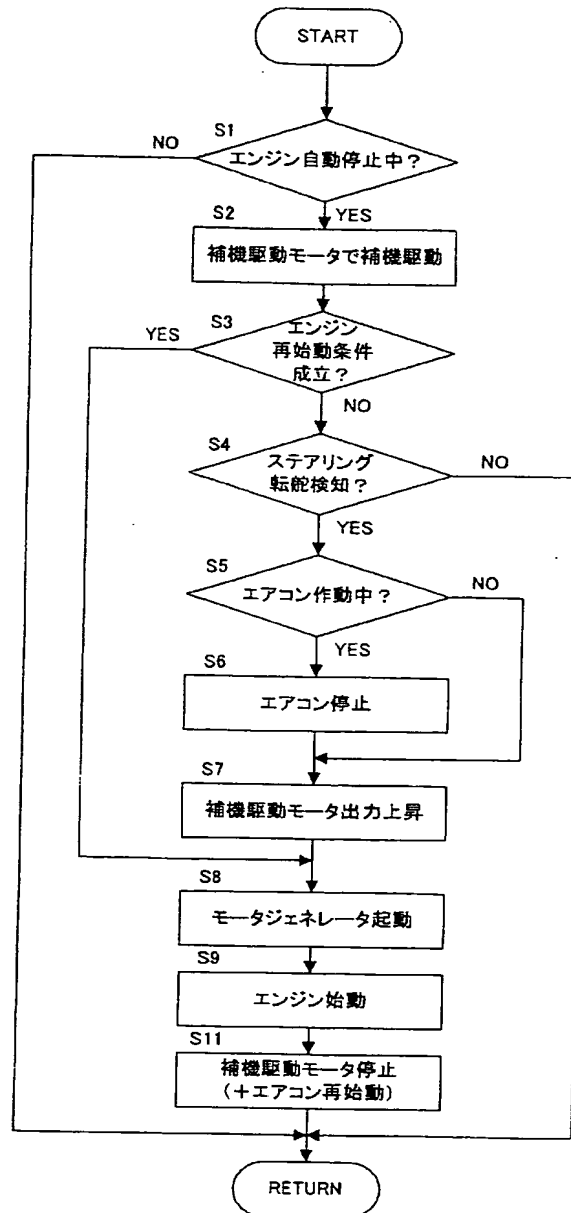 START
S1
NO
エンジン自動停止中？
YES
S2
補機駆動モータで補機駆動
S3
YES
エンジン
再始動条件
成立？
NO
S4
ステアリング
転舵検知？
NO
YES
S5
エアコン作動中？
NO
YES
S6
エアコン停止
S7
補機駆動モータ出力上昇
S8
モータジェネレータ起動
S9
エンジン始動
S11
補機駆動モータ停止
（＋エアコン再始動）
RETURN